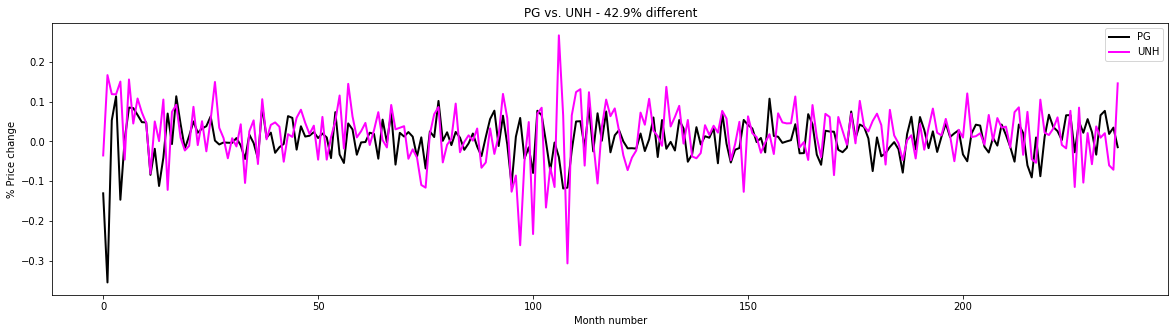 PG vs. UNH - 42.9% different
PG
UNH
% Price change
0.2
0.1
0.0
−0.1
−0.2
−0.3
0
50
100
150
200
Month number